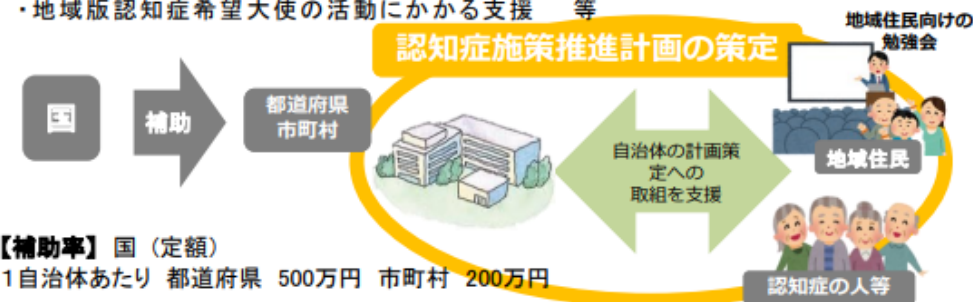 ・地域版認知症希望大使の活動にかかる支援　等
地域住民向けの
勉強会
認知症施策推進計画の策定
国
補助
都道府県
市町村
自治体の計画策
定への
取組を支援
地域住民
認知症の人等
【補助率】 国（定額）
１自治体あたり 都道府県 500万円 市町村 200万円